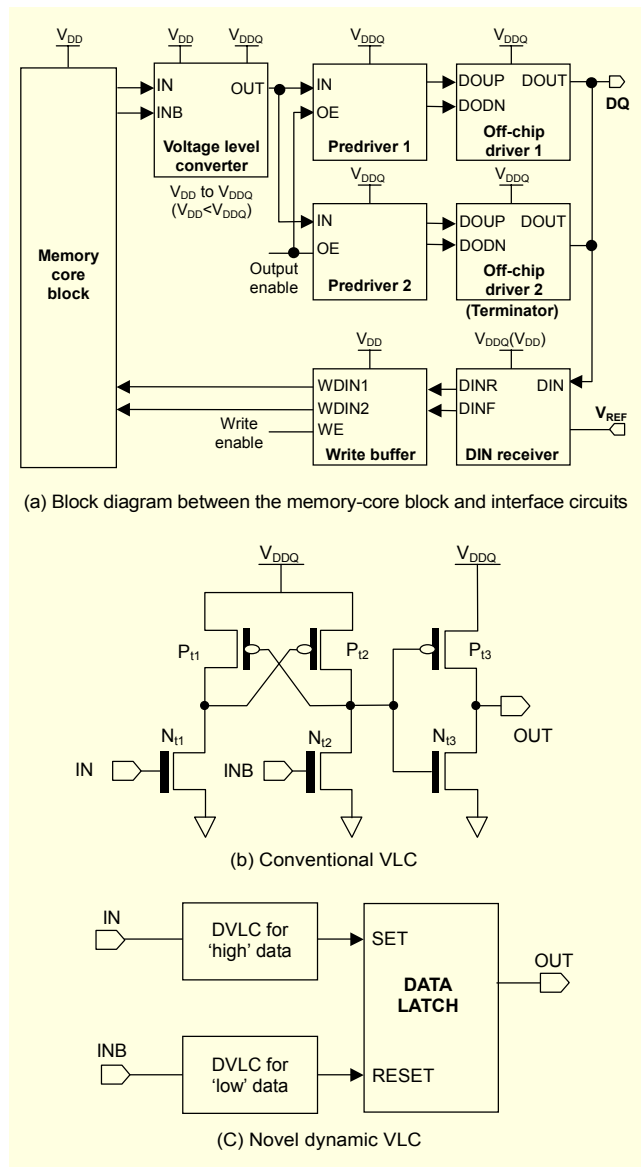 VDD
VDD
VDDQ
VDDQ
VDDQ
IN
INB
OUT
Voltage level
converter
VDD to VDDQ
(VDD<VDDQ)
IN
OE
Predriver 1
DOUP
DODN
DOUT
Off-chip
driver 1
DQ
Memory
core
block
VDDQ
VDDQ
IN
OE
Output
enable
Predriver 2
DOUP
DODN
DOUT
Off-chip
driver 2
(Terminator)
VDD
VDDQ(VDD)
WDIN1
WDIN2
WE
Write
enable
Write buffer
DINR
DINF
DIN
DIN receiver
VREF
(a) Block diagram between the memory-core block and interface circuits
VDDQ
VDDQ
Pt1
Pt2
Pt3
Nt1
Nt2
Nt3
IN
INB
OUT
(b) Conventional VLC
IN
DVLC for
'high' data
SET
DATA
LATCH
OUT
INB
DVLC for
'low' data
RESET
(C) Novel dynamic VLC